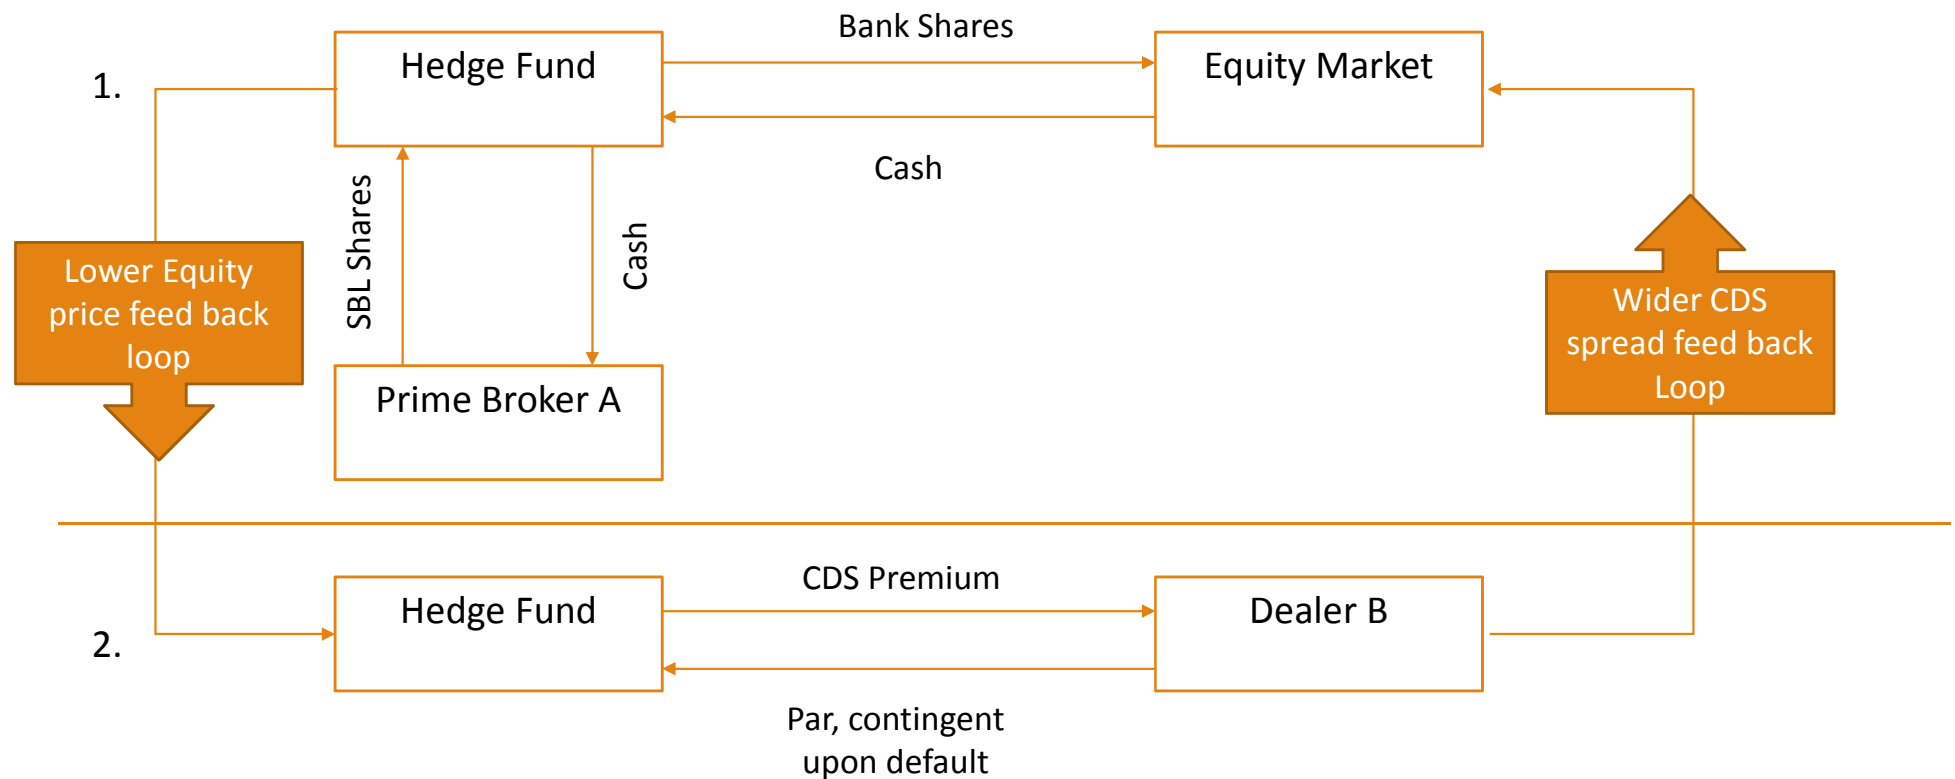 Bank Shares
1.
Hedge Fund
Equity Market
Cash
SBL Shares
Cash
Lower Equity
price feed back
loop
Wider CDS
spread feed back
Loop
Prime Broker A
CDS Premium
2.
Hedge Fund
Dealer B
Par, contingent
upon default